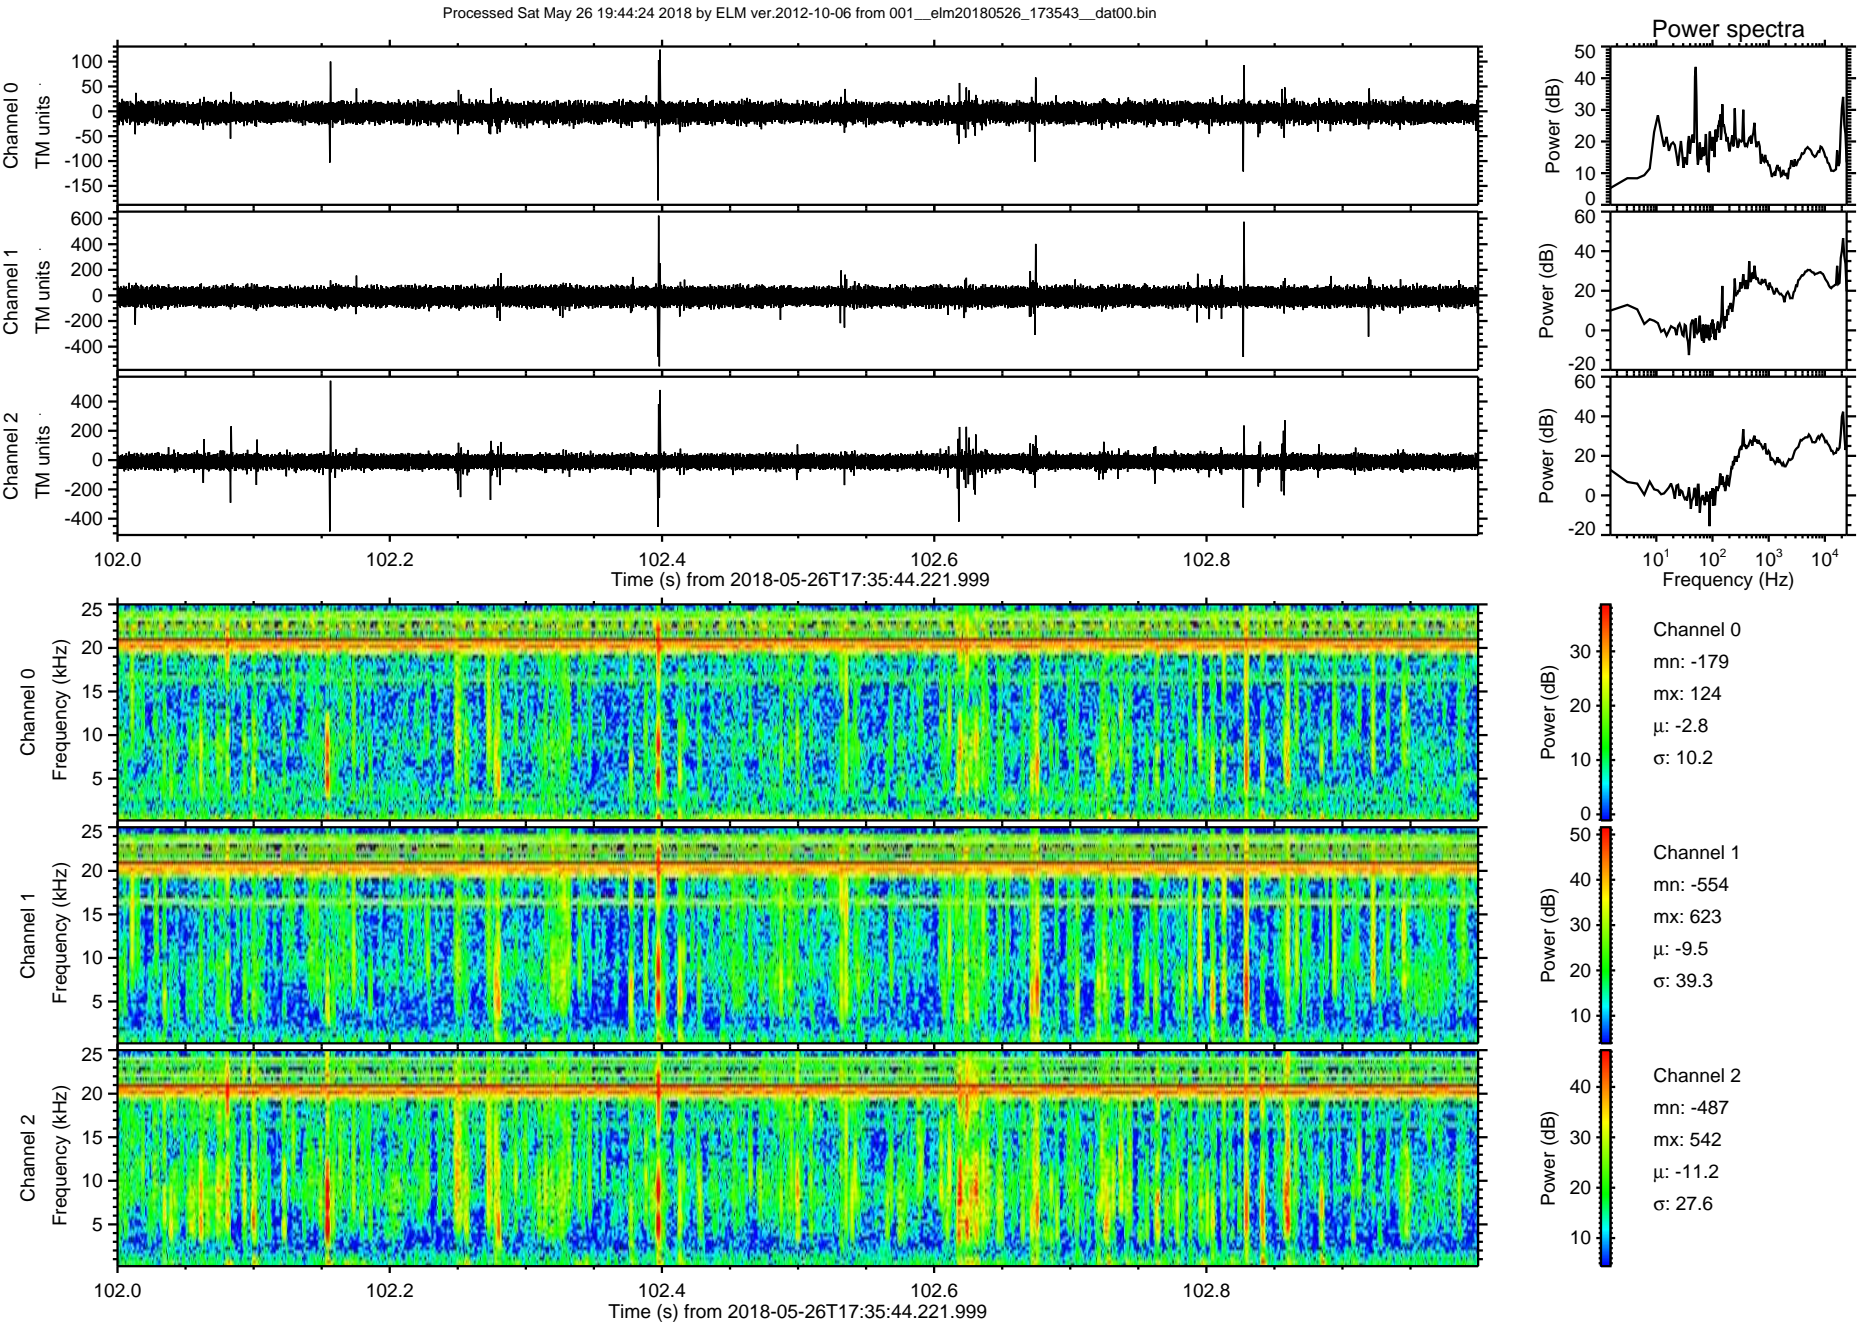 Processed Sat May 26 19:44:24 2018 by ELM ver.2012-10-06 from 001__elm20180526_173543__dat00.bin
Power spectra
Channel 0
TM units
100
50
0
-50
-100
-150
Power (dB)
50
40
30
20
10
0
Channel 1
TM units
600
400
200
0
-200
-400
Power (dB)
60
40
20
0
-20
Channel 2
TM units
400
200
0
-200
-400
Power (dB)
60
40
20
0
-20
102.0 102.2 102.4 102.6 102.8
Time (s) from 2018-05-26T17:35:44.221.999
10¹ 10² 10³ 10⁴
Frequency (Hz)
Channel 0
Frequency (kHz)
25
20
15
10
5
Power (dB)
30
20
10
0
Channel 0
mn: -179
mx: 124
μ: -2.8
σ: 10.2
Channel 1
Frequency (kHz)
25
20
15
10
5
Power (dB)
50
40
30
20
10
Channel 1
mn: -554
mx: 623
μ: -9.5
σ: 39.3
Channel 2
Frequency (kHz)
25
20
15
10
5
Power (dB)
40
30
20
10
Channel 2
mn: -487
mx: 542
μ: -11.2
σ: 27.6
102.0 102.2 102.4 102.6 102.8
Time (s) from 2018-05-26T17:35:44.221.999